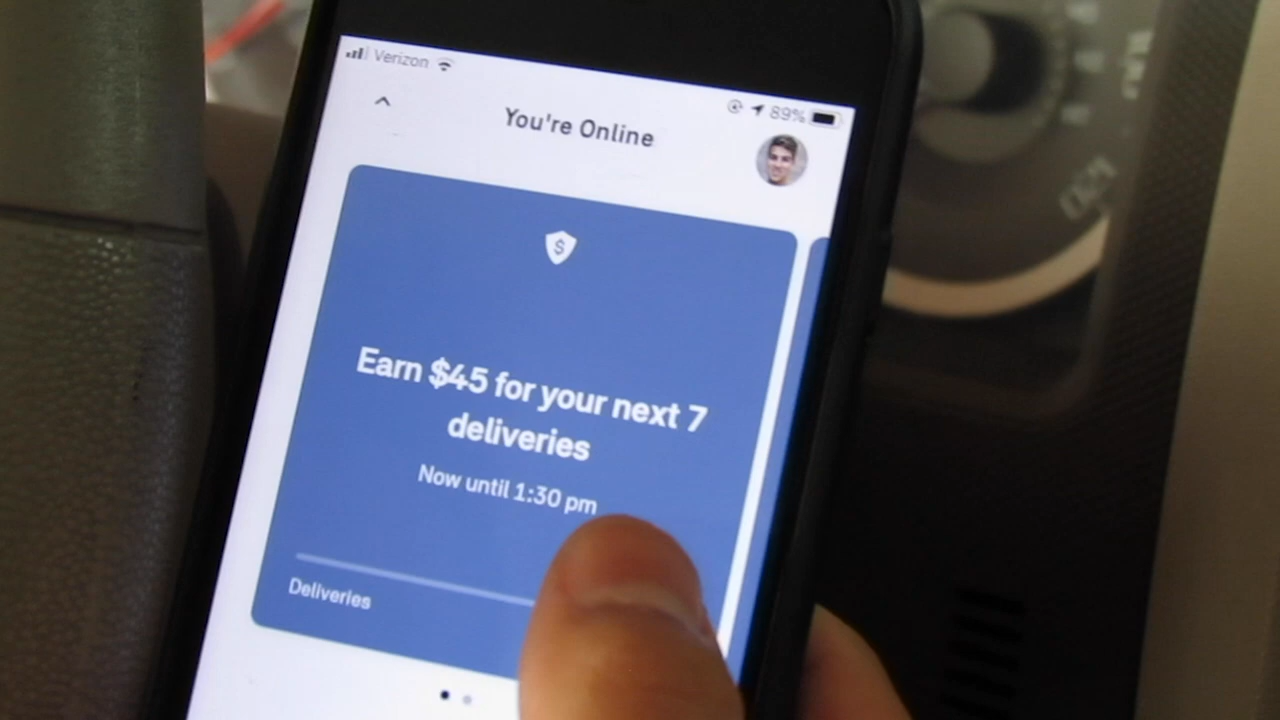 Verizon
89%
You're Online
$
Earn $45 for your next 7
deliveries
Now until 1:30 pm
Deliveries